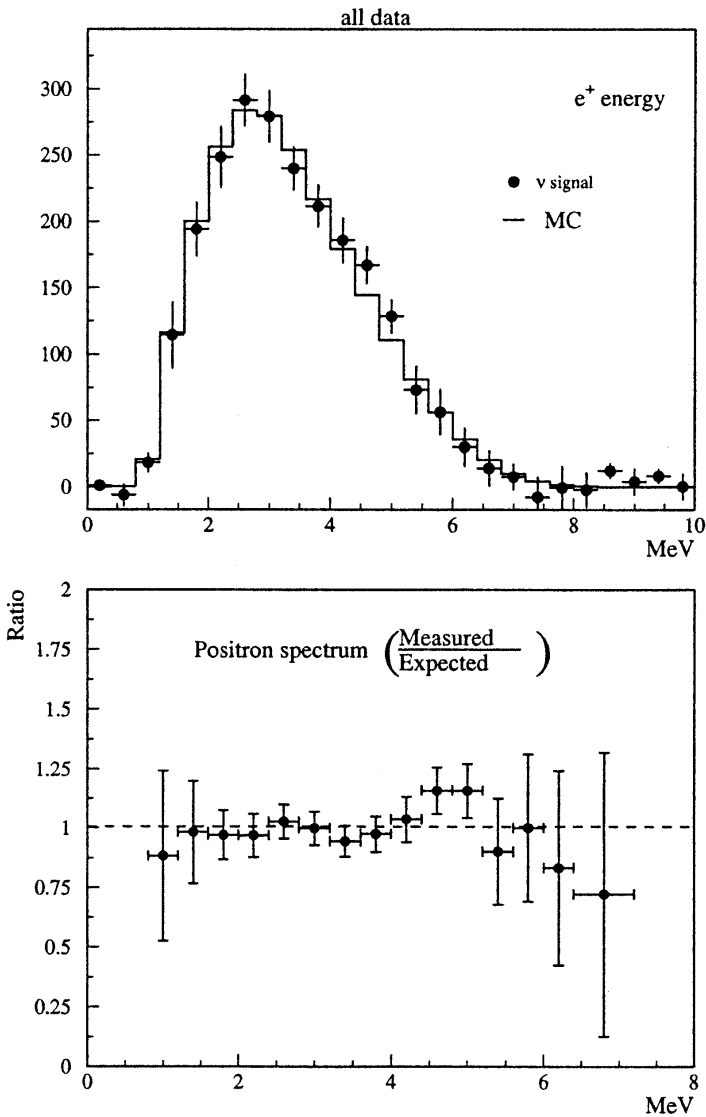 all data
300
250
200
150
100
50
0
e+ energy
ν signal
MC
0 2 4 6 8 10
MeV
Ratio
2
1.75
1.5
1.25
1
0.75
0.5
0.25
0
Positron spectrum (Measured
Expected)
0 2 4 6 8
MeV